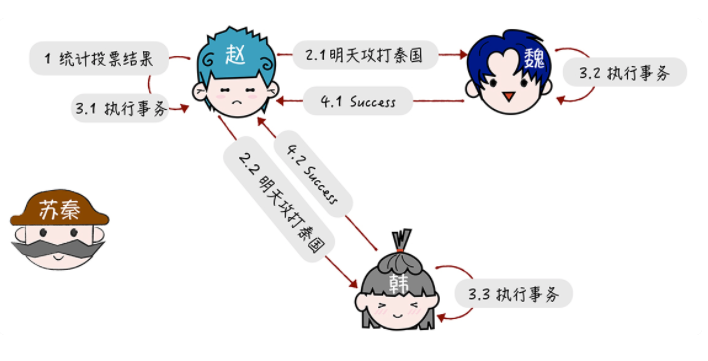 赵
1 统计投票结果
2.1明天攻打秦国
魏
3.2 执行事务
3.1 执行事务
4.1 Success
4.2 Success
2.2 明天攻打秦国
苏秦
韩
3.3 执行事务